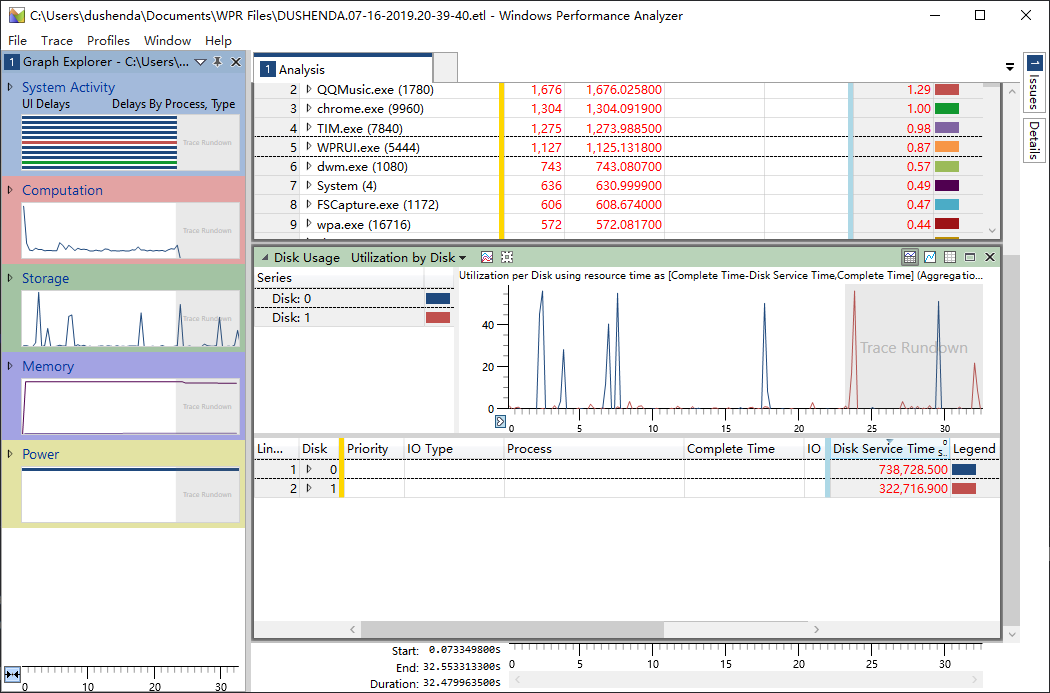 C:\Users\dushenda\Documents\WPR Files\DUSHENDA.07-16-2019.20-39-40.etl - Windows Performance Analyzer
File Trace Profiles Window Help
1 Graph Explorer - C:\Users\...
System Activity
UI Delays Delays By Process, Type
Trace Rundown
Computation
Trace Rundown
Storage
Trace Rundown
Memory
Trace Rundown
Power
Trace Rundown
0 10 20 30
1 Analysis
2 QQMusic.exe (1780) 1,676 1,676.025800 1.29
3 chrome.exe (9960) 1,304 1,304.091900 1.00
4 TIM.exe (7840) 1,275 1,273.988500 0.98
5 WPRUI.exe (5444) 1,127 1,125.131800 0.87
6 dwm.exe (1080) 743 743.080700 0.57
7 System (4) 636 630.999900 0.49
8 FSCapture.exe (1172) 606 608.674000 0.47
9 wpa.exe (16716) 572 572.081700 0.44
Disk Usage Utilization by Disk
Series
Disk: 0
Disk: 1
Utilization per Disk using resource time as [Complete Time-Disk Service Time,Complete Time] (Aggregatio...
40
20
0
Trace Rundown
0 5 10 15 20 25 30
Lin... Disk Priority IO Type Process Complete Time IO Disk Service Time 0 s.. Legend
1 0 738,728.500
2 1 322,716.900
Start: 0.073349800s
End: 32.553313300s
Duration: 32.479963500s
0 5 10 15 20 25 30
1 Issues
Details